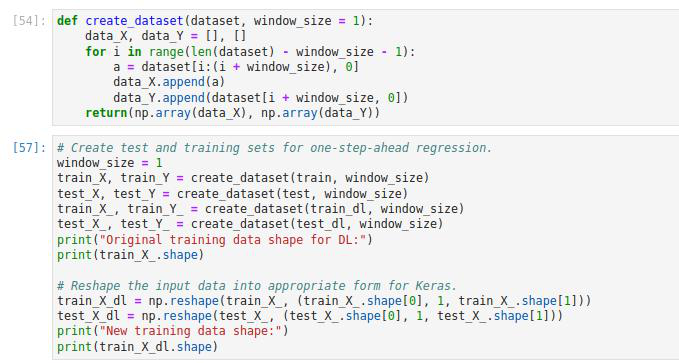 [54]: def create_dataset(dataset, window_size = 1):
    data_X, data_Y = [], []
    for i in range(len(dataset) - window_size - 1):
        a = dataset[i:(i + window_size), 0]
        data_X.append(a)
        data_Y.append(dataset[i + window_size, 0])
    return(np.array(data_X), np.array(data_Y))
[57]: # Create test and training sets for one-step-ahead regression.
window_size = 1
train_X, train_Y = create_dataset(train, window_size)
test_X, test_Y = create_dataset(test, window_size)
train_X_, train_Y_ = create_dataset(train_dl, window_size)
test_X_, test_Y_ = create_dataset(test_dl, window_size)
print("Original training data shape for DL:")
print(train_X_.shape)

# Reshape the input data into appropriate form for Keras.
train_X_dl = np.reshape(train_X_, (train_X_.shape[0], 1, train_X_.shape[1]))
test_X_dl = np.reshape(test_X_, (test_X_.shape[0], 1, test_X_.shape[1]))
print("New training data shape:")
print(train_X_dl.shape)